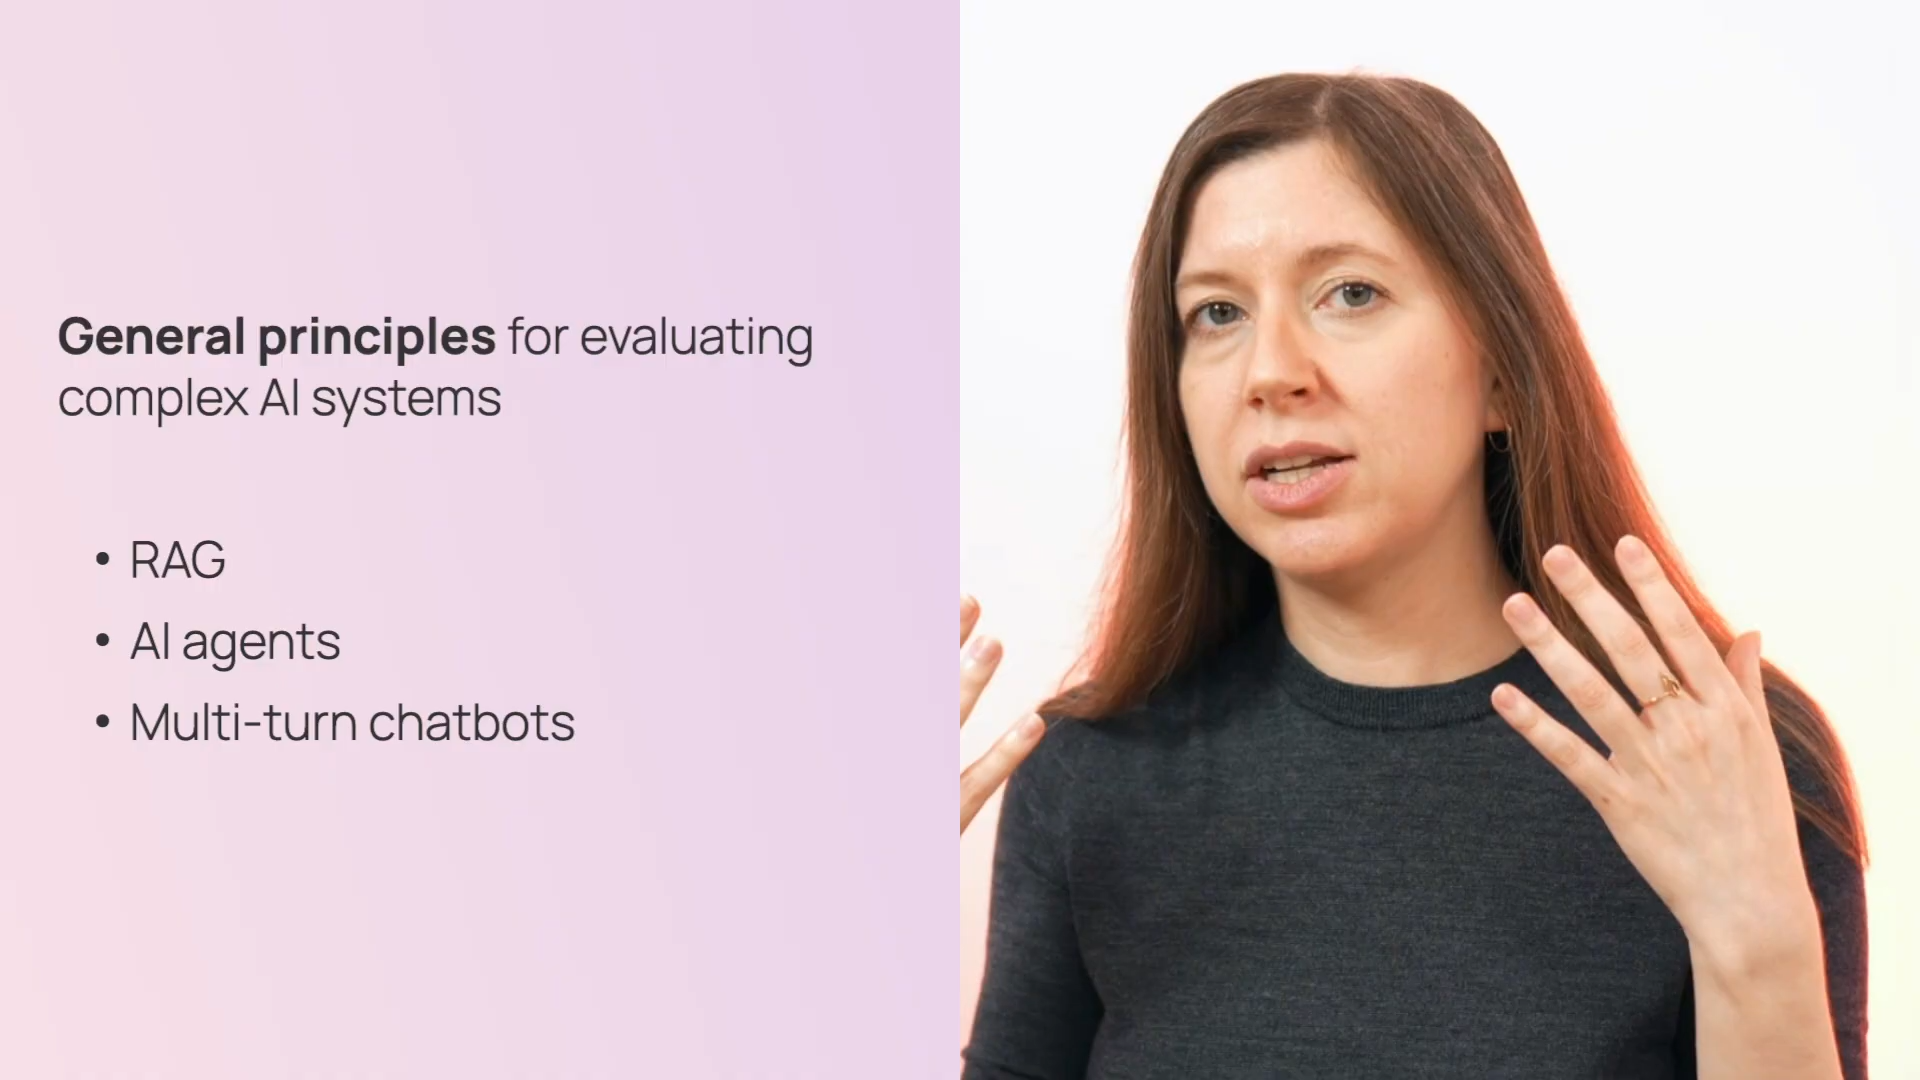 General principles for evaluating
complex AI systems
• RAG
• AI agents
• Multi-turn chatbots